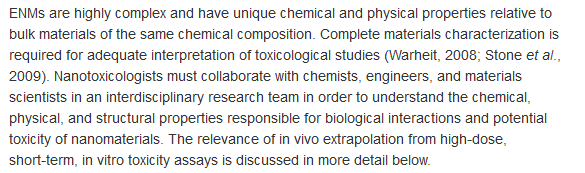 ENMs are highly complex and have unique chemical and physical properties relative to
bulk materials of the same chemical composition. Complete materials characterization is
required for adequate interpretation of toxicological studies (Warheit, 2008; Stone et al.,
2009). Nanotoxicologists must collaborate with chemists, engineers, and materials
scientists in an interdisciplinary research team in order to understand the chemical,
physical, and structural properties responsible for biological interactions and potential
toxicity of nanomaterials. The relevance of in vivo extrapolation from high-dose,
short-term, in vitro toxicity assays is discussed in more detail below.